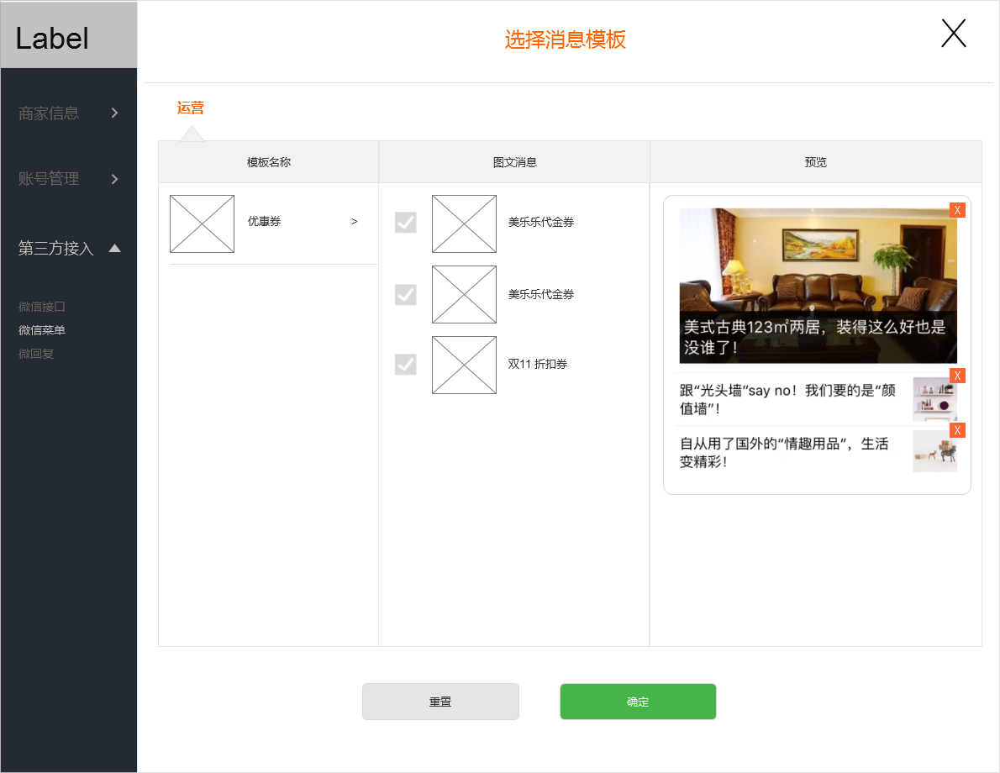 Label
选择消息模板
X
商家信息
账号管理
第三方接入
微信接口
微信菜单
微回复
运营
模板名称
图文消息
预览
优惠券
>
美乐乐代金券
美乐乐代金券
双11 折扣券
X
美式古典123㎡两居，装得这么好也是
没谁了！
X
跟“光头墙”say no！我们要的是“颜
值墙”！
X
自从用了国外的“情趣用品”，生活
变精彩！
重置
确定